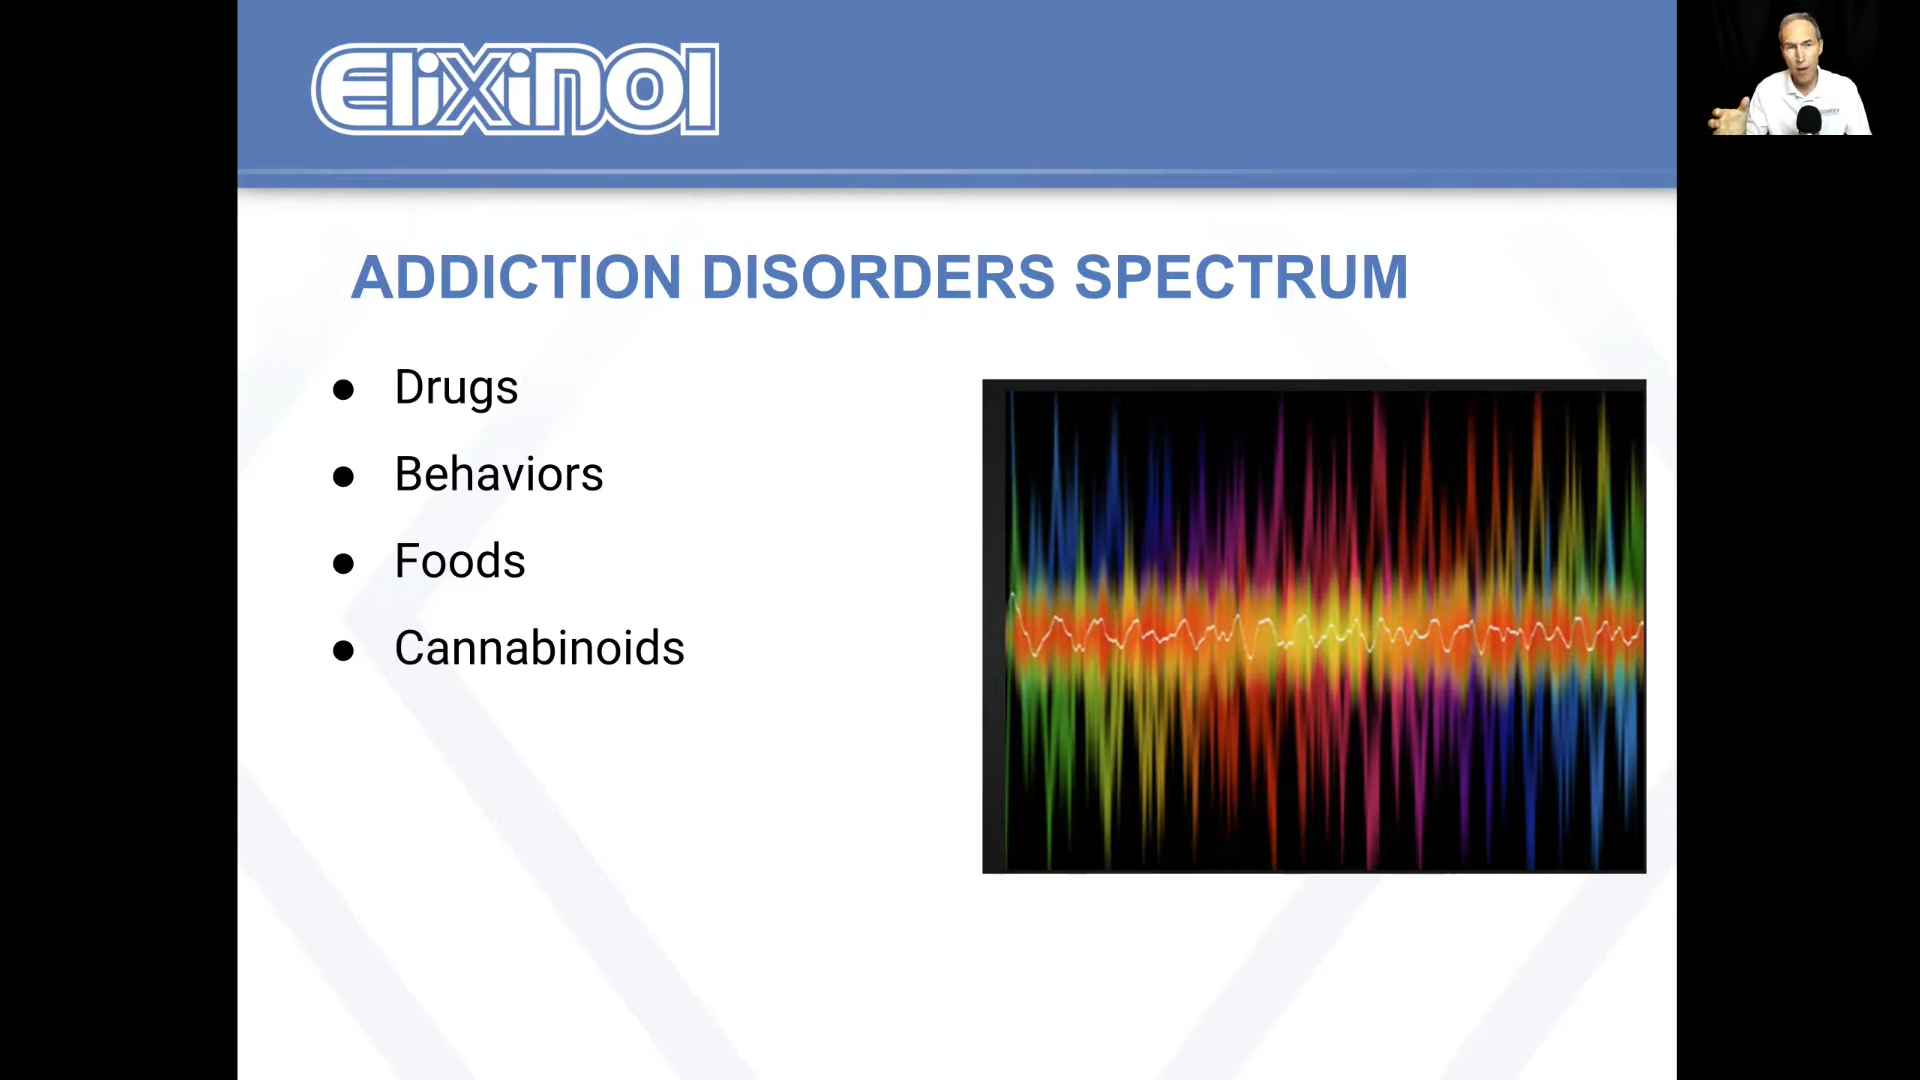 Elixinol
ADDICTION DISORDERS SPECTRUM
● Drugs
● Behaviors
● Foods
● Cannabinoids